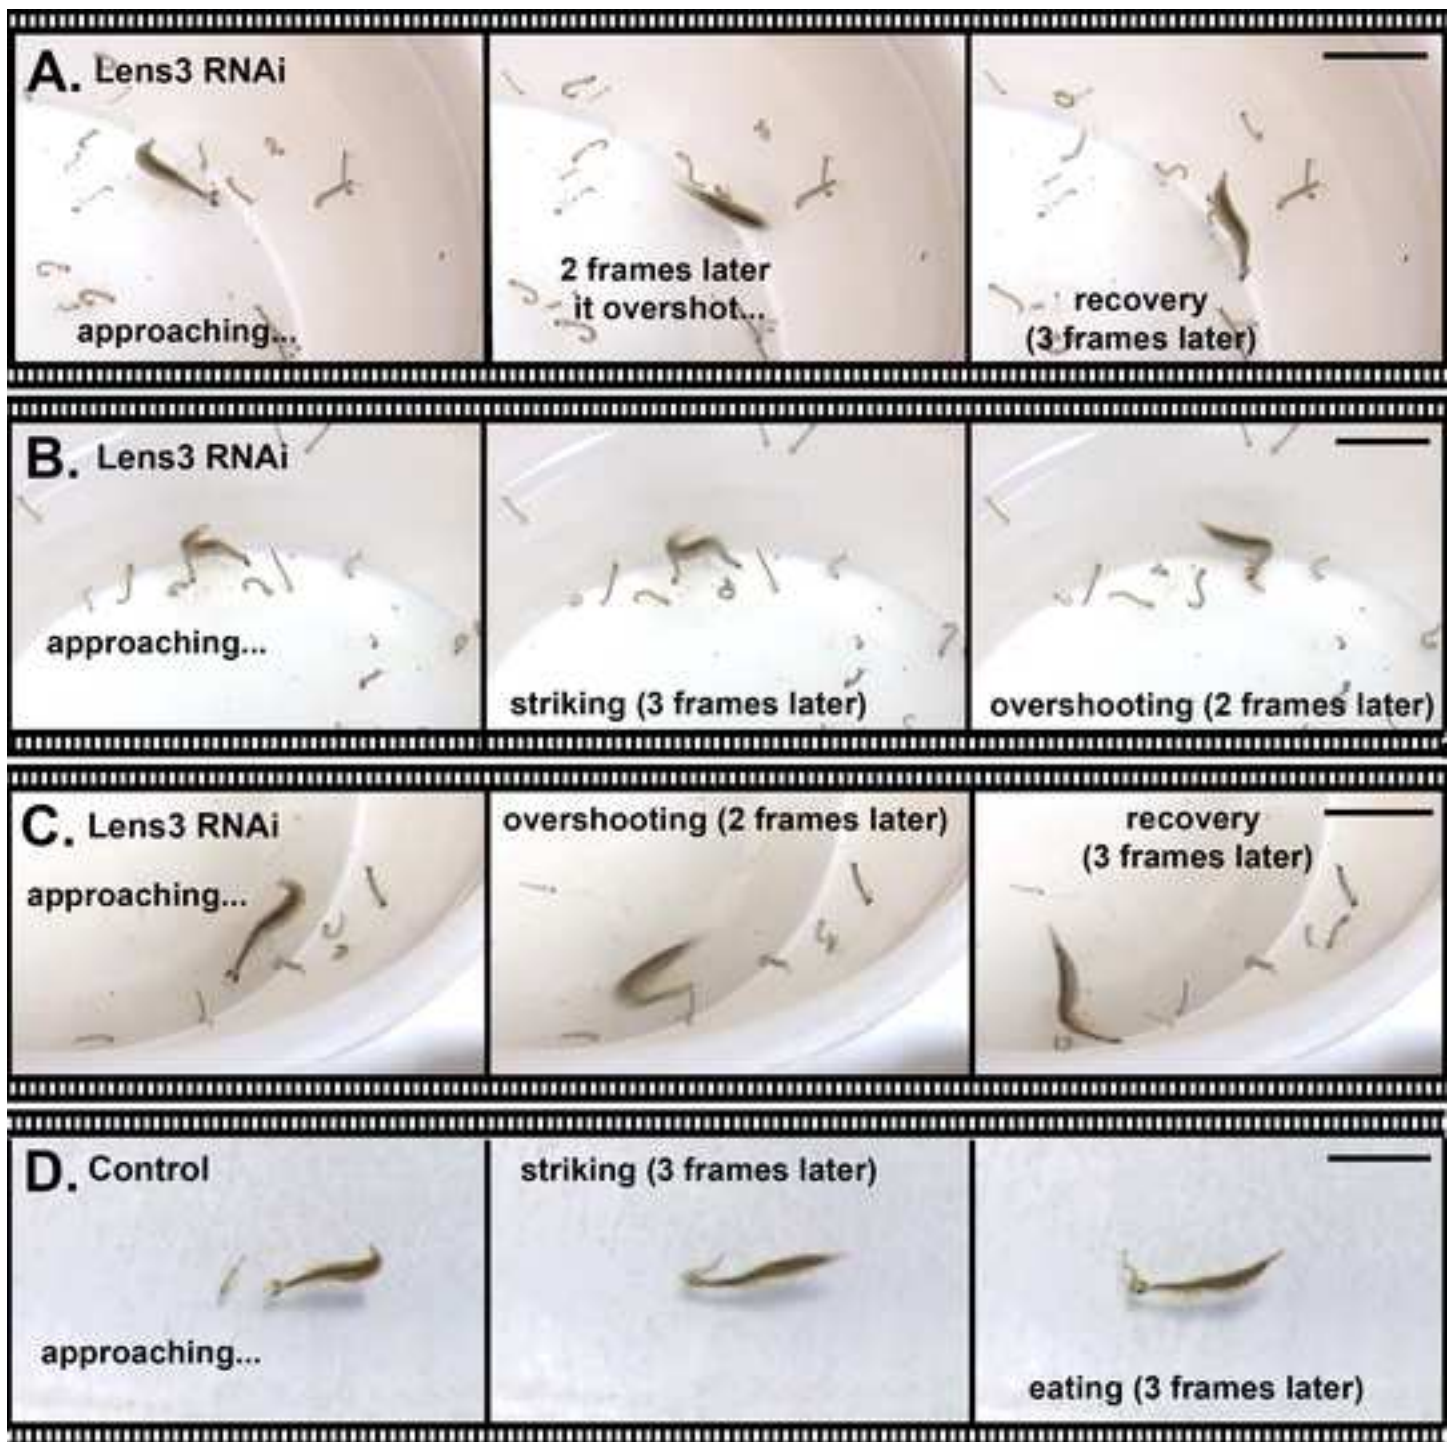 A. Lens3 RNAi
approaching...
2 frames later
it overshot...
recovery
(3 frames later)
B. Lens3 RNAi
approaching...
striking (3 frames later)
overshooting (2 frames later)
C. Lens3 RNAi
approaching...
overshooting (2 frames later)
recovery
(3 frames later)
D. Control
approaching...
striking (3 frames later)
eating (3 frames later)